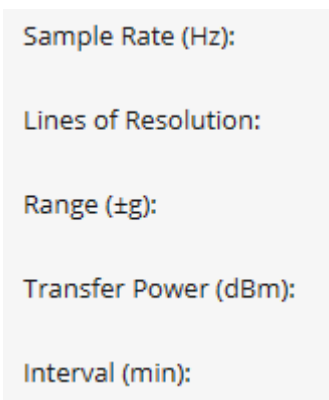 Sample Rate (Hz):
Lines of Resolution:
Range (±g):
Transfer Power (dBm):
Interval (min):